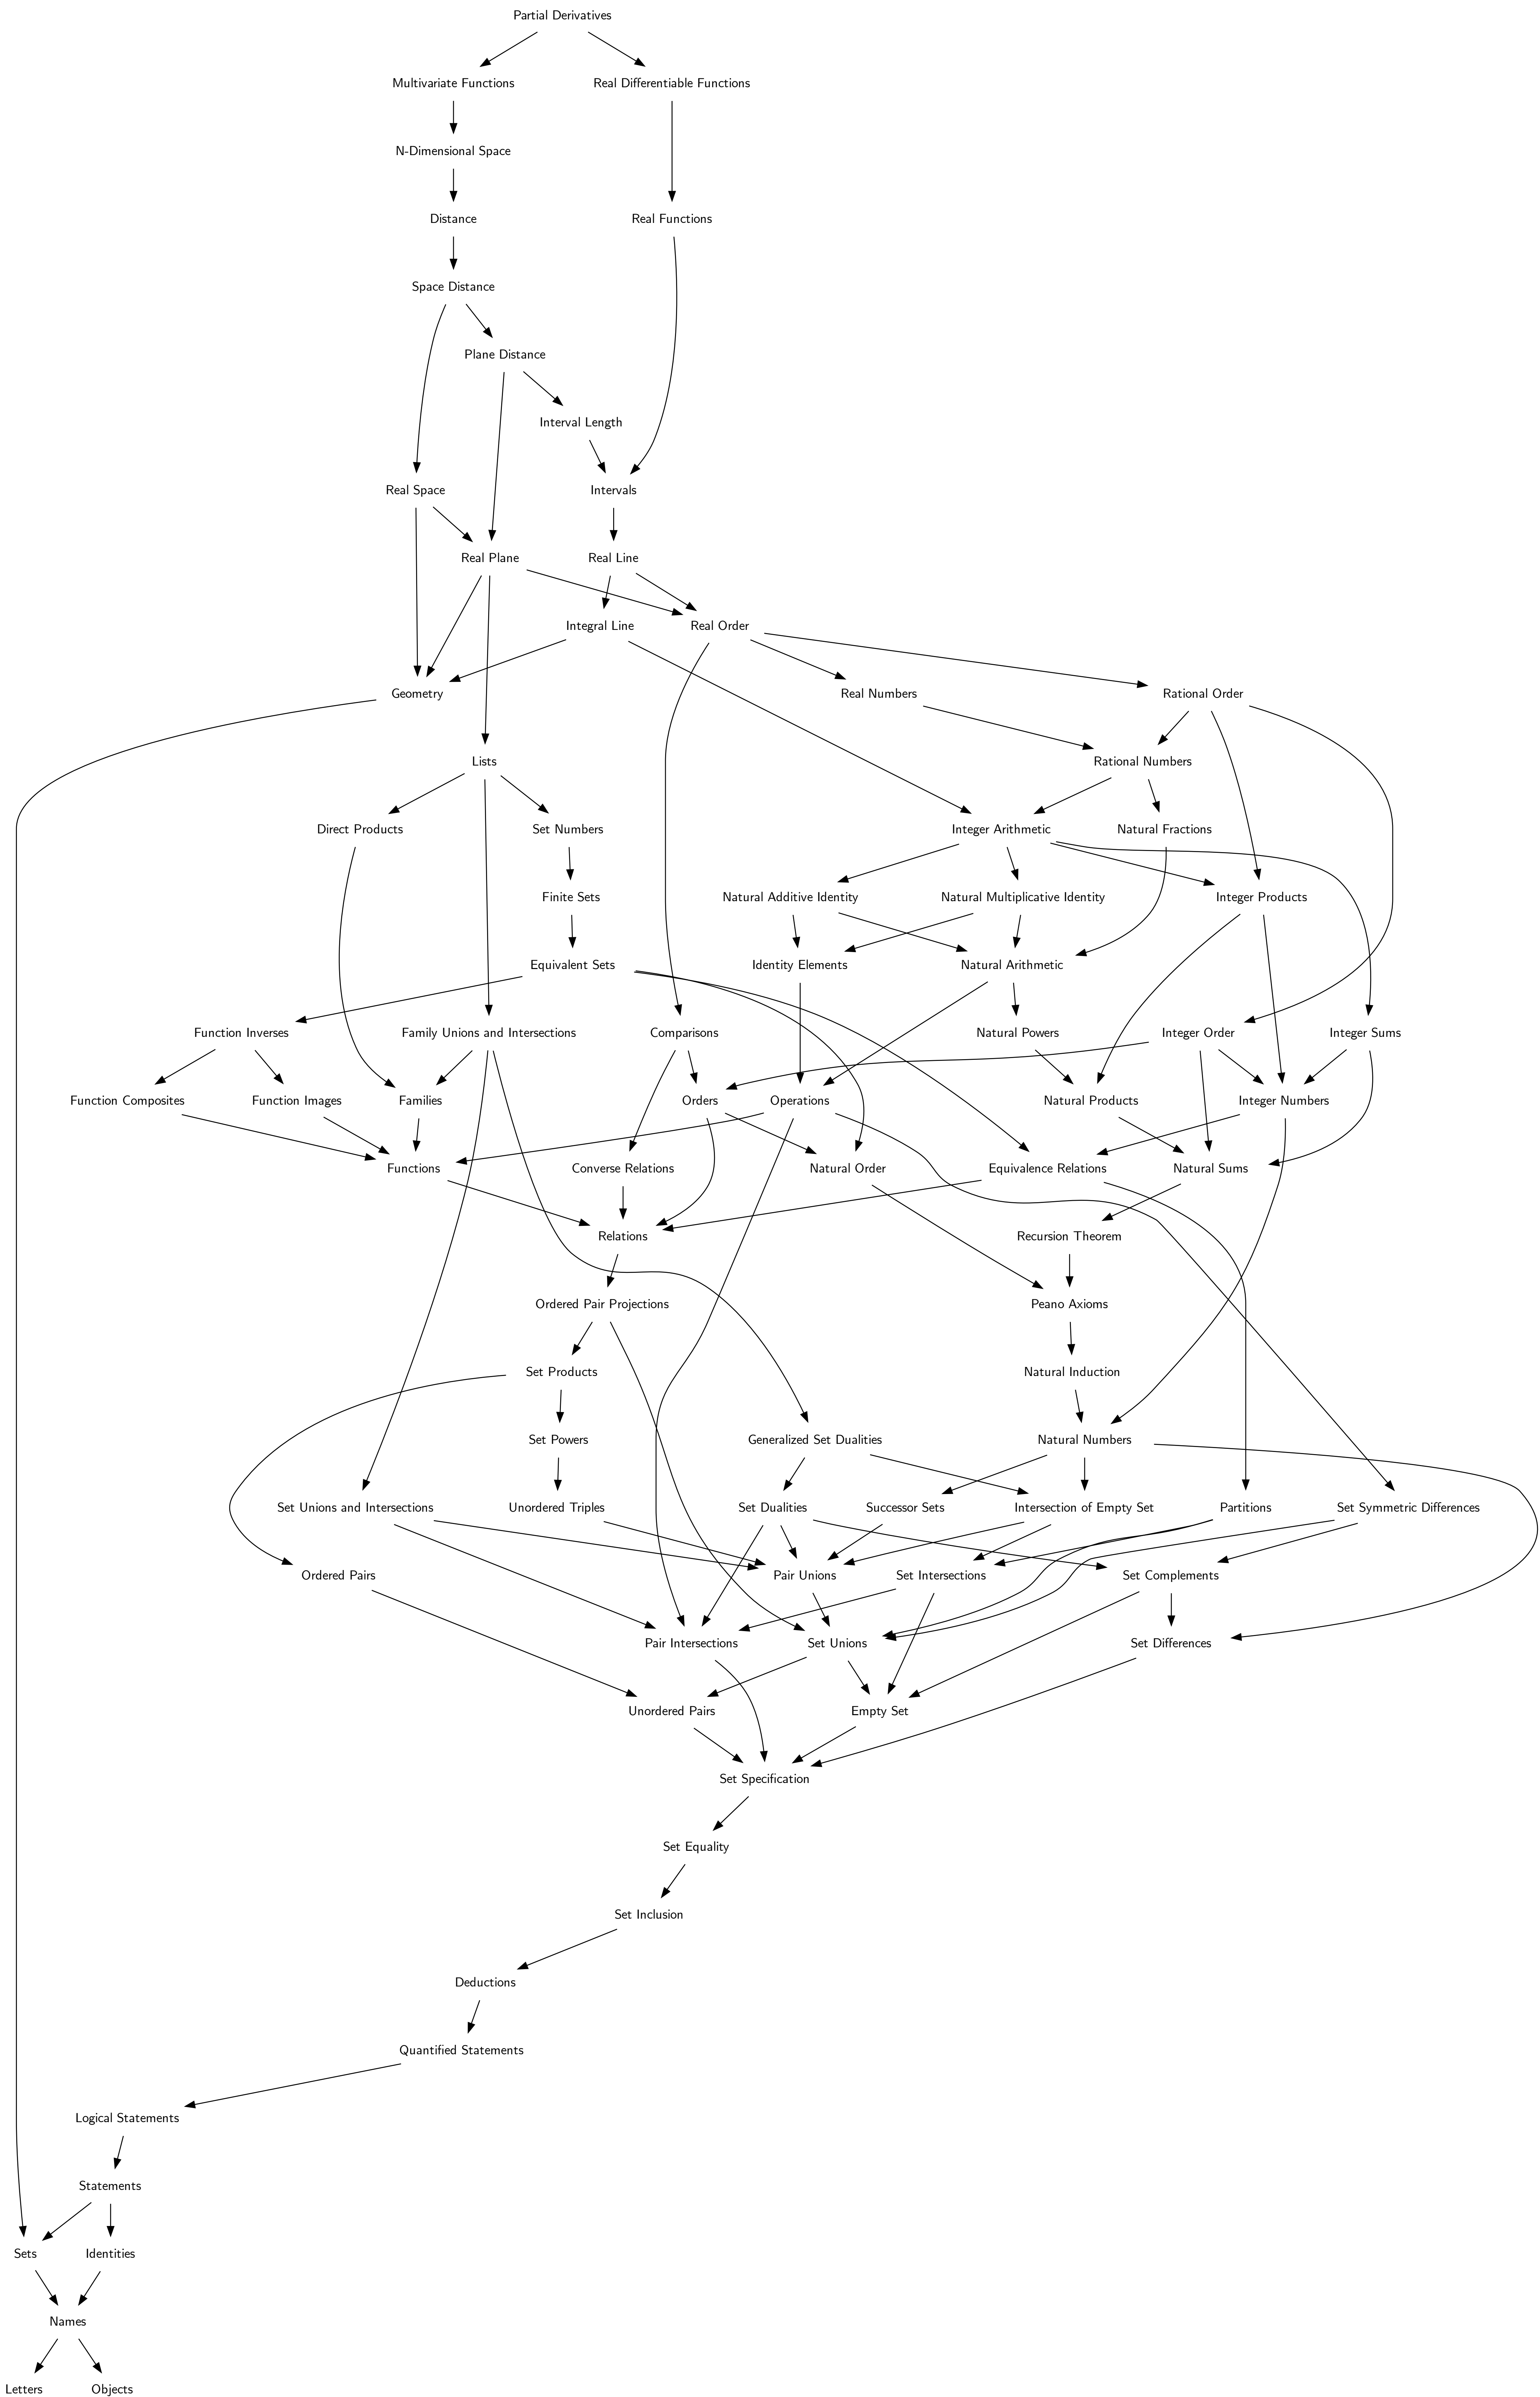 Partial Derivatives
Multivariate Functions
Real Differentiable Functions
N-Dimensional Space
Distance
Real Functions
Space Distance
Plane Distance
Interval Length
Real Space
Intervals
Real Plane
Real Line
Integral Line
Real Order
Geometry
Real Numbers
Rational Order
Lists
Rational Numbers
Direct Products
Set Numbers
Integer Arithmetic
Natural Fractions
Finite Sets
Natural Additive Identity
Natural Multiplicative Identity
Integer Products
Equivalent Sets
Identity Elements
Natural Arithmetic
Function Inverses
Family Unions and Intersections
Comparisons
Natural Powers
Integer Order
Integer Sums
Function Composites
Function Images
Families
Orders
Operations
Natural Products
Integer Numbers
Functions
Converse Relations
Natural Order
Equivalence Relations
Natural Sums
Relations
Recursion Theorem
Ordered Pair Projections
Peano Axioms
Set Products
Natural Induction
Set Powers
Generalized Set Dualities
Natural Numbers
Set Unions and Intersections
Unordered Triples
Set Dualities
Successor Sets
Intersection of Empty Set
Partitions
Set Symmetric Differences
Ordered Pairs
Pair Unions
Set Intersections
Set Complements
Pair Intersections
Set Unions
Set Differences
Unordered Pairs
Empty Set
Set Specification
Set Equality
Set Inclusion
Deductions
Quantified Statements
Logical Statements
Statements
Sets
Identities
Names
Letters
Objects